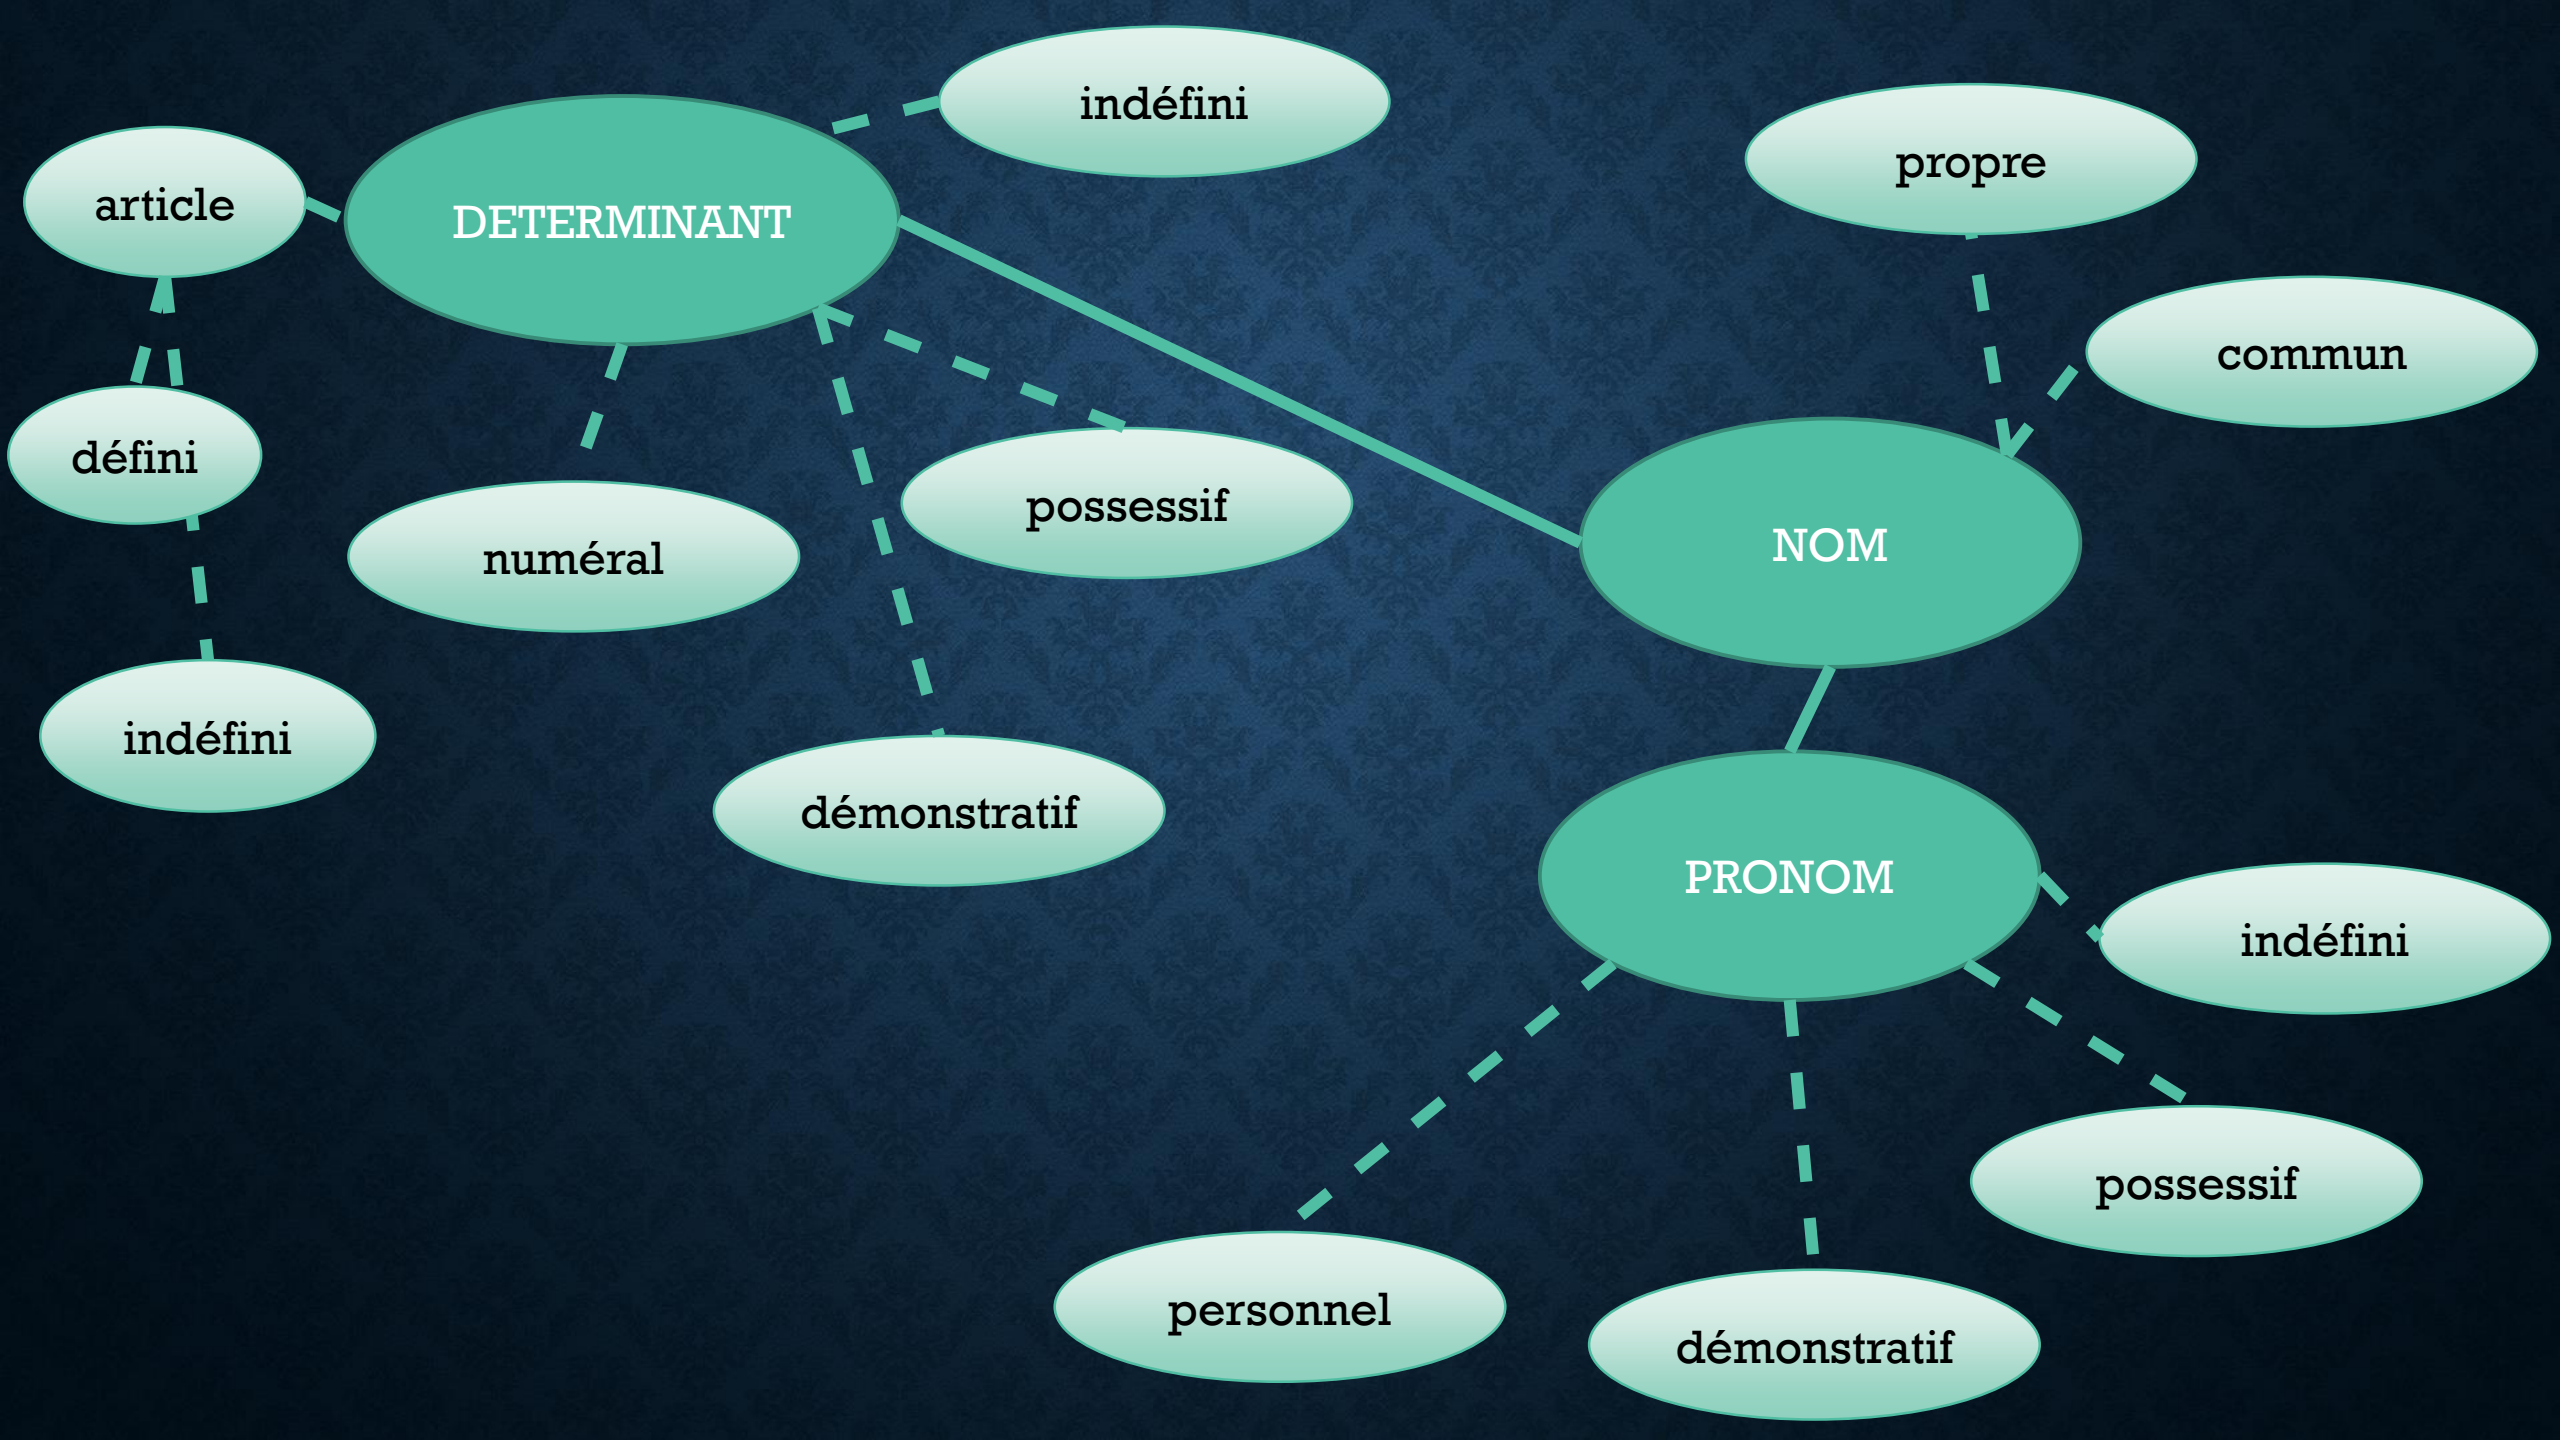 indéfini
propre
article
DETERMINANT
commun
défini
possessif
NOM
numéral
indéfini
démonstratif
PRONOM
indéfini
possessif
personnel
démonstratif